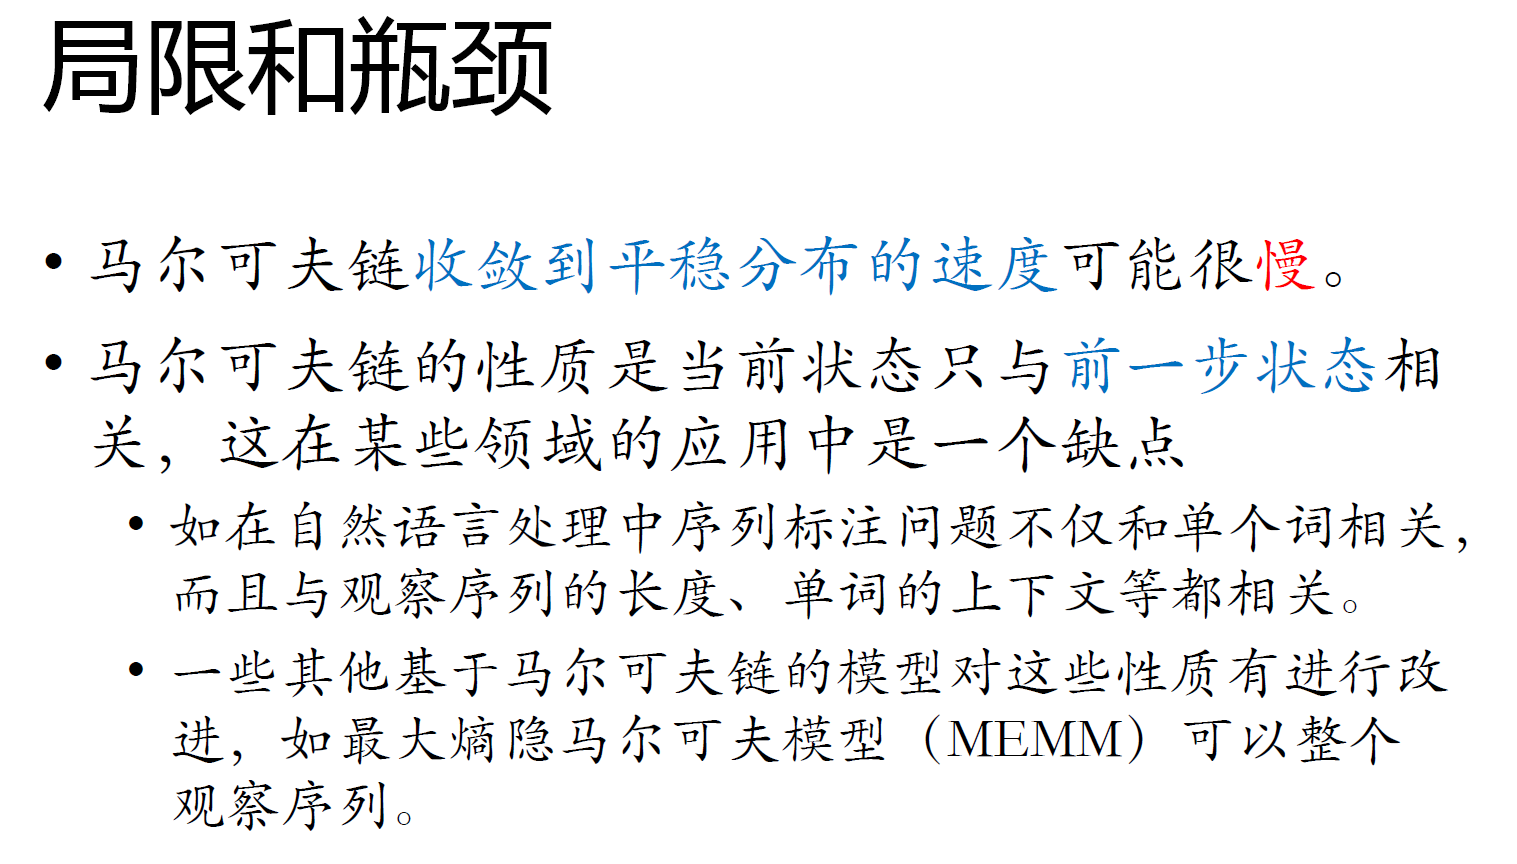 局限和瓶颈
• 马尔可夫链收敛到平稳分布的速度可能很慢。
• 马尔可夫链的性质是当前状态只与前一步状态相
关，这在某些领域的应用中是一个缺点
• 如在自然语言处理中序列标注问题不仅和单个词相关，
而且与观察序列的长度、单词的上下文等都相关。
• 一些其他基于马尔可夫链的模型对这些性质有进行改
进，如最大熵隐马尔可夫模型（MEMM）可以整个
观察序列。